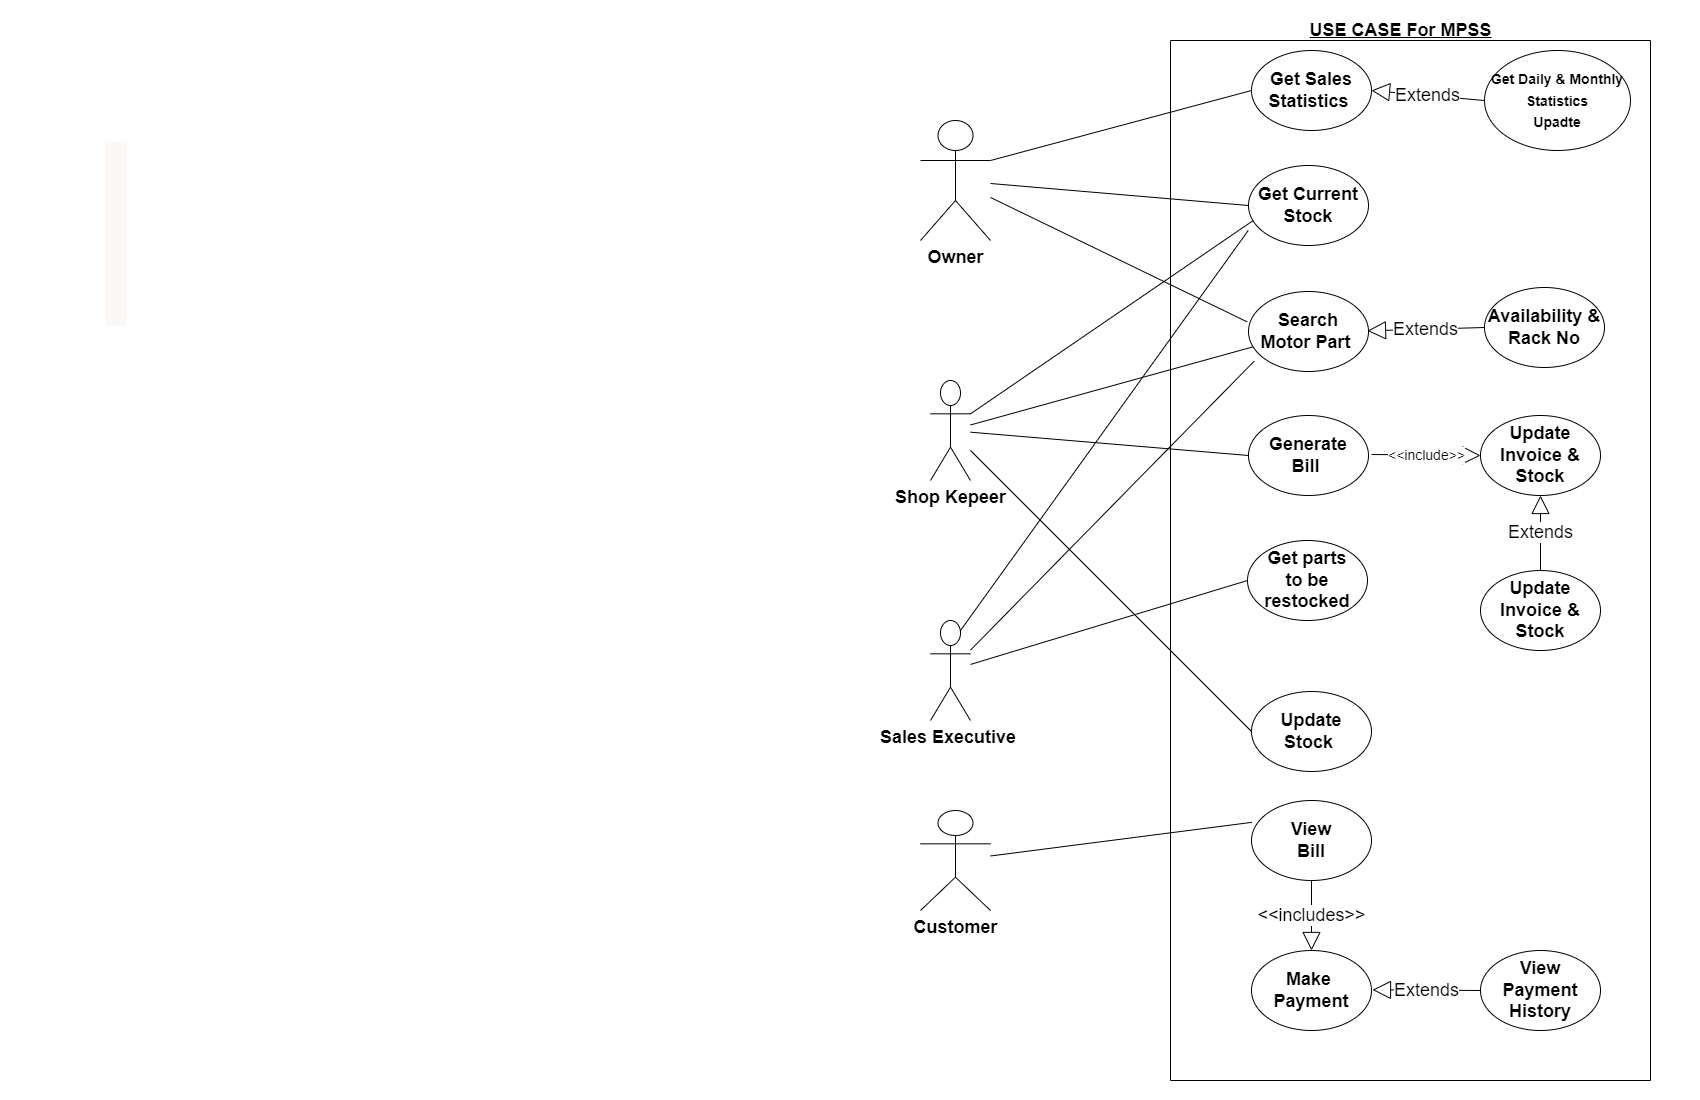 USE CASE For MPSS
Get Sales
Statistics
Extends
Get Daily & Monthly
Statistics
Upadte
Owner
Get Current
Stock
Search
Motor Part
Extends
Availability &
Rack No
Shop Kepeer
Generate
Bill
<<include>>
Update
Invoice &
Stock
Extends
Update
Invoice &
Stock
Get parts
to be
restocked
Sales Executive
Update
Stock
Customer
View
Bill
<<includes>>
Make
Payment
Extends
View
Payment
History